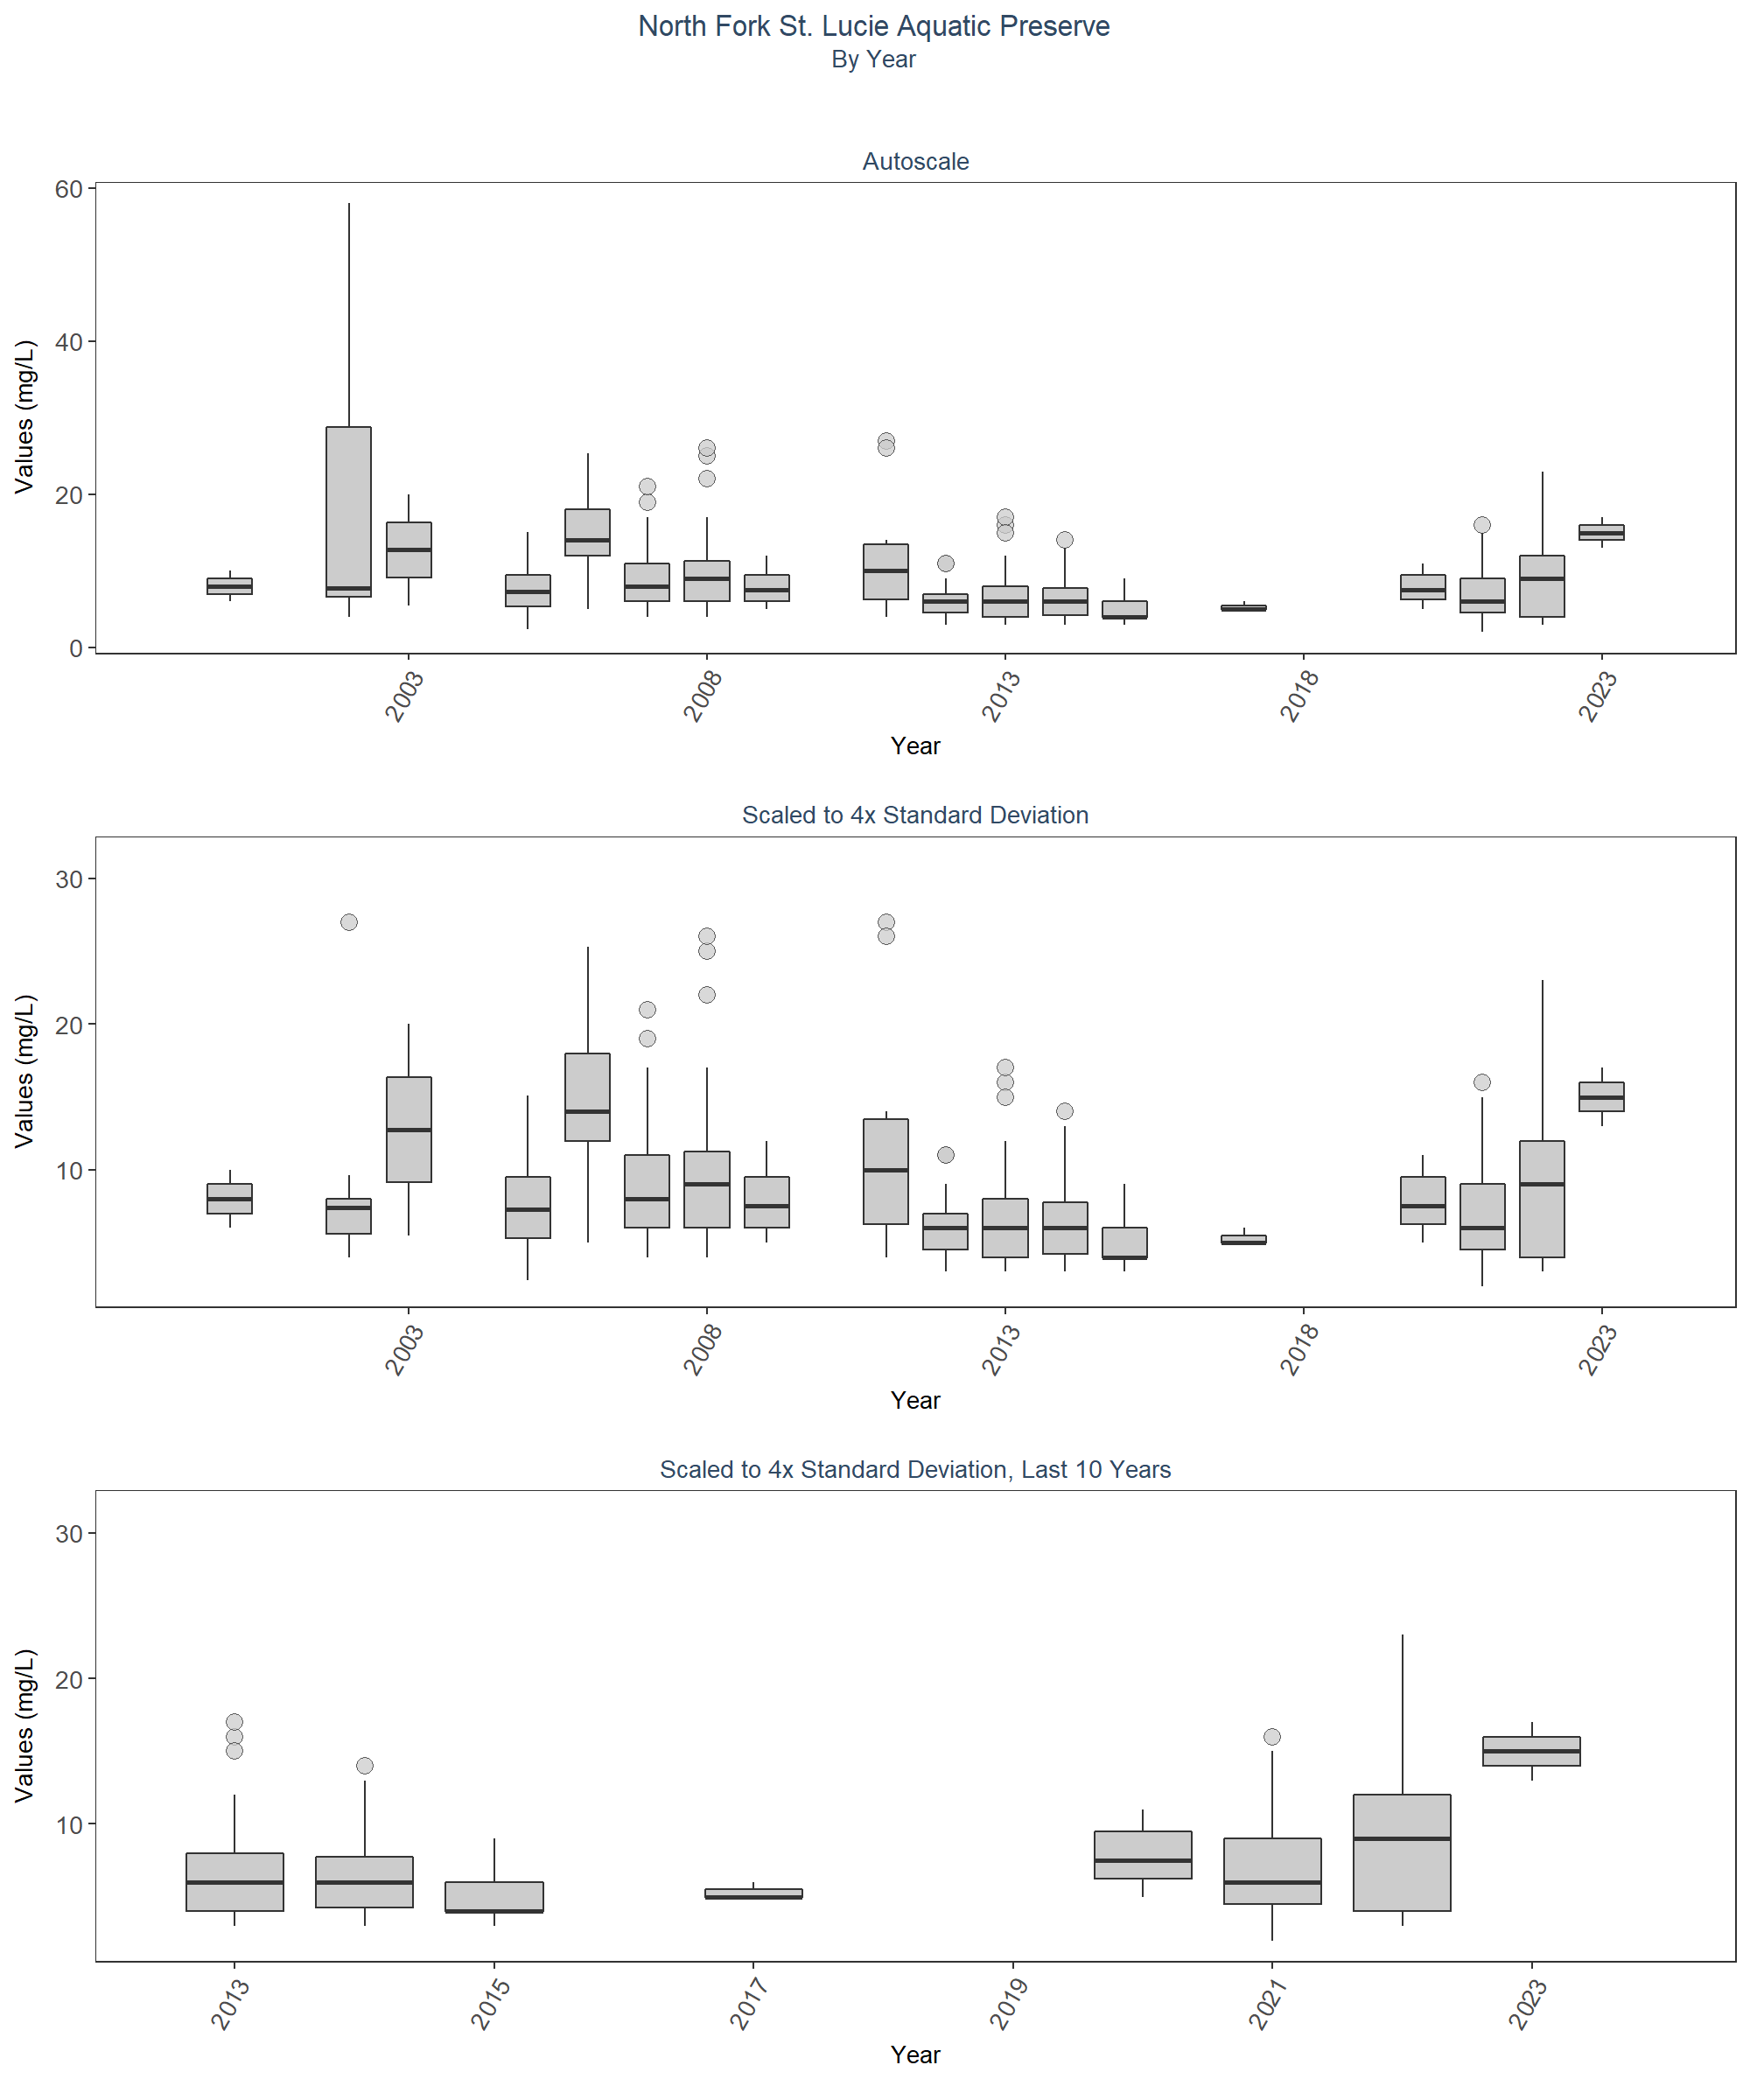 North Fork St. Lucie Aquatic Preserve
By Year
Autoscale
Values (mg/L)
60
40
20
0
2003
2008
2013
2018
2023
Year
Scaled to 4x Standard Deviation
Values (mg/L)
30
20
10
2003
2008
2013
2018
2023
Year
Scaled to 4x Standard Deviation, Last 10 Years
Values (mg/L)
30
20
10
2013
2015
2017
2019
2021
2023
Year